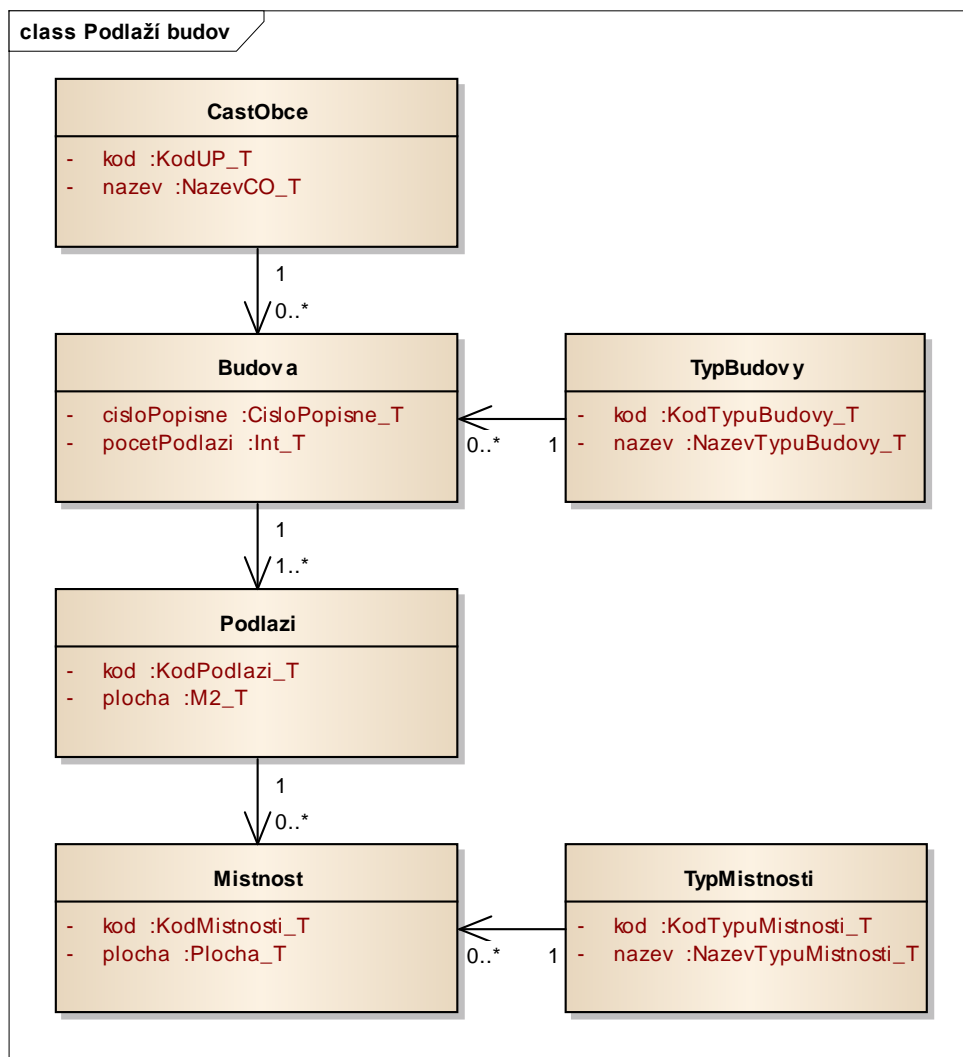 class Podlaží budov
CastObce
- kod :KodUP_T
- nazev :NazevCO_T
1
0..*
Budova
- cisloPopisne :CisloPopisne_T
- pocetPodlazi :Int_T
TypBudovy
- kod :KodTypuBudovy_T
- nazev :NazevTypuBudovy_T
0..* 1
1
1..*
Podlazi
- kod :KodPodlazi_T
- plocha :M2_T
1
0..*
Mistnost
- kod :KodMistnosti_T
- plocha :Plocha_T
TypMistnosti
- kod :KodTypuMistnosti_T
- nazev :NazevTypuMistnosti_T
0..* 1